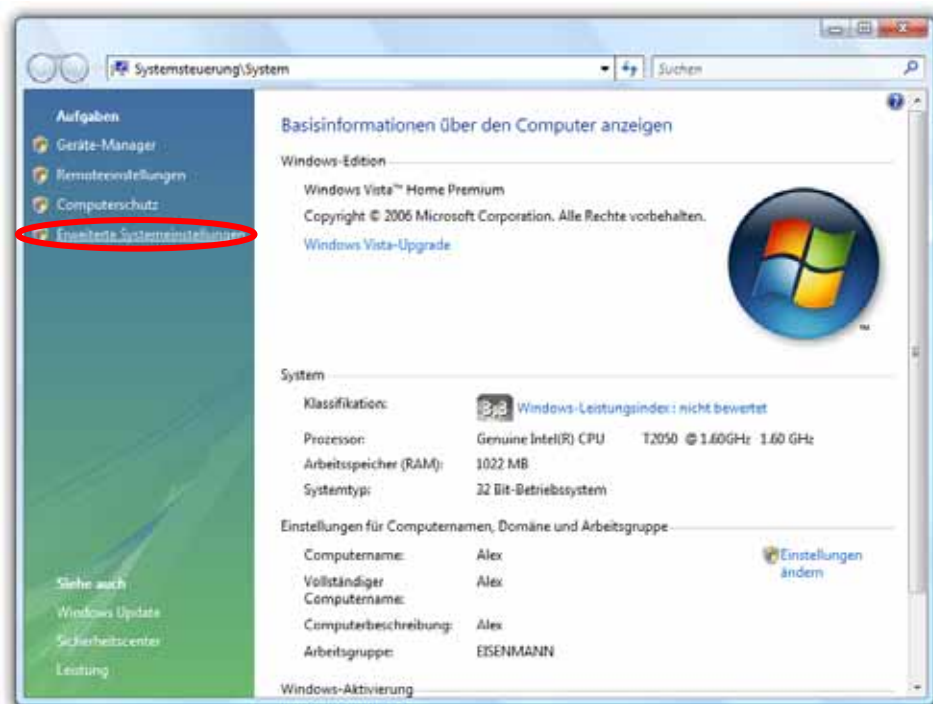 Systemsteuerung\System
Suchen
Aufgaben
Geräte-Manager
Remoteeinstellungen
Computerschutz
Erweiterte Systemeinstellungen
Siehe auch
Windows Update
Sicherheitscenter
Leistung
Basisinformationen über den Computer anzeigen
Windows-Edition
Windows Vista™ Home Premium
Copyright © 2006 Microsoft Corporation. Alle Rechte vorbehalten.
Windows Vista-Upgrade
TM
System
Klassifikation:
Windows-Leistungsindex : nicht bewertet
Prozessor: Genuine Intel(R) CPU T2050 @ 1.60GHz 1.60 GHz
Arbeitsspeicher (RAM): 1022 MB
Systemtyp: 32 Bit-Betriebssystem
Einstellungen für Computernamen, Domäne und Arbeitsgruppe
Computername: Alex
Einstellungen
ändern
Vollständiger Alex
Computername:
Computerbeschreibung: Alex
Arbeitsgruppe: EISENMANN
Windows-Aktivierung